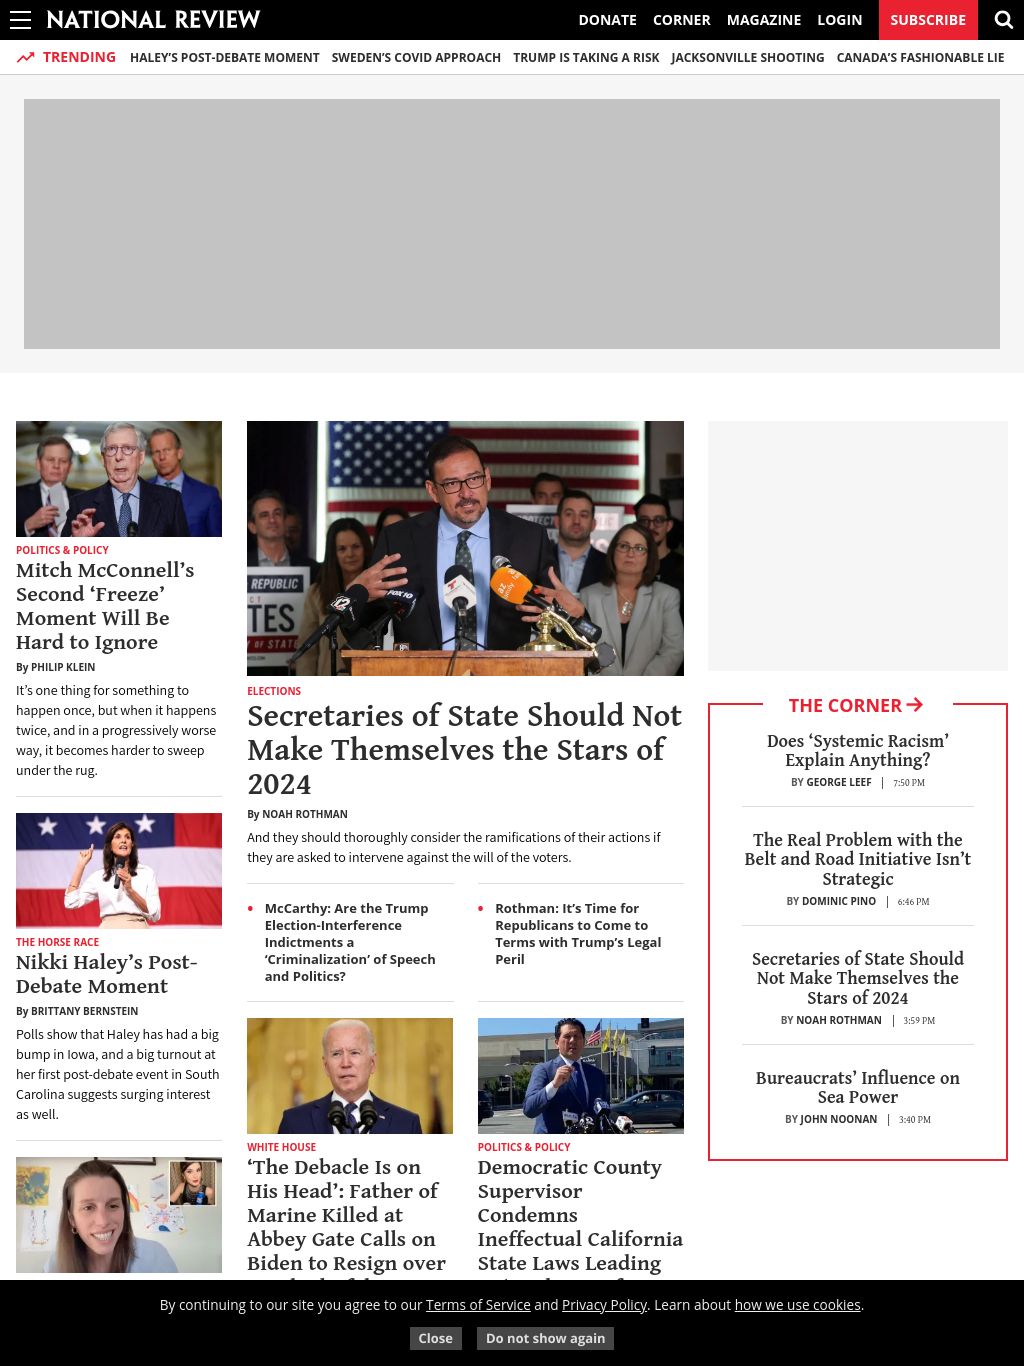 NATIONAL REVIEW
DONATE CORNER MAGAZINE LOGIN SUBSCRIBE
TRENDING HALEY’S POST-DEBATE MOMENT SWEDEN’S COVID APPROACH TRUMP IS TAKING A RISK JACKSONVILLE SHOOTING CANADA’S FASHIONABLE LIE
POLITICS & POLICY
Mitch McConnell’s
Second ‘Freeze’
Moment Will Be
Hard to Ignore
By PHILIP KLEIN
It’s one thing for something to
happen once, but when it happens
twice, and in a progressively worse
way, it becomes harder to sweep
under the rug.
THE HORSE RACE
Nikki Haley’s Post-
Debate Moment
By BRITTANY BERNSTEIN
Polls show that Haley has had a big
bump in Iowa, and a big turnout at
her first post-debate event in South
Carolina suggests surging interest
as well.
REPUBLIC
TES
Y OF STATE
12
FOX 10
az
family
ELECTIONS
Secretaries of State Should Not
Make Themselves the Stars of
2024
By NOAH ROTHMAN
And they should thoroughly consider the ramifications of their actions if
they are asked to intervene against the will of the voters.
• McCarthy: Are the Trump
Election-Interference
Indictments a
‘Criminalization’ of Speech
and Politics?
• Rothman: It’s Time for
Republicans to Come to
Terms with Trump’s Legal
Peril
WHITE HOUSE
‘The Debacle Is on
His Head’: Father of
Marine Killed at
Abbey Gate Calls on
Biden to Resign over
POLITICS & POLICY
Democratic County
Supervisor
Condemns
Ineffectual California
State Laws Leading
THE CORNER
Does ‘Systemic Racism’
Explain Anything?
BY GEORGE LEEF | 7:50 PM
The Real Problem with the
Belt and Road Initiative Isn’t
Strategic
BY DOMINIC PINO | 6:46 PM
Secretaries of State Should
Not Make Themselves the
Stars of 2024
BY NOAH ROTHMAN | 3:59 PM
Bureaucrats’ Influence on
Sea Power
BY JOHN NOONAN | 3:40 PM
By continuing to our site you agree to our Terms of Service and Privacy Policy. Learn about how we use cookies.
Close Do not show again